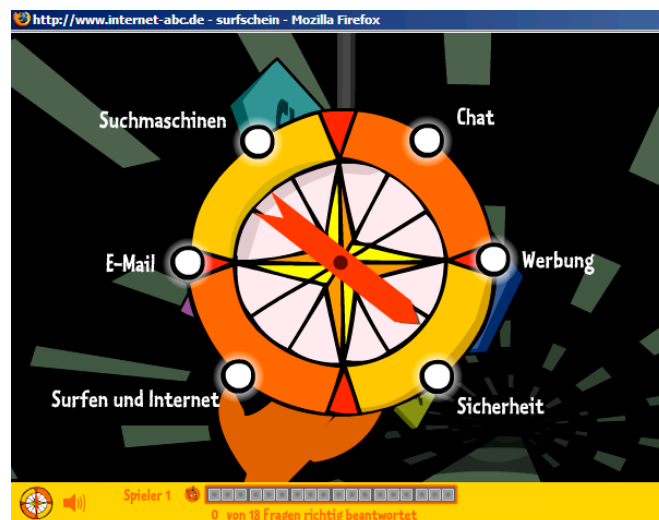 http://www.internet-abc.de - surfschein - Mozilla Firefox
Suchmaschinen
Chat
E-Mail
Werbung
Surfen und Internet
Sicherheit
Spieler 1
0 von 18 Fragen richtig beantwortet